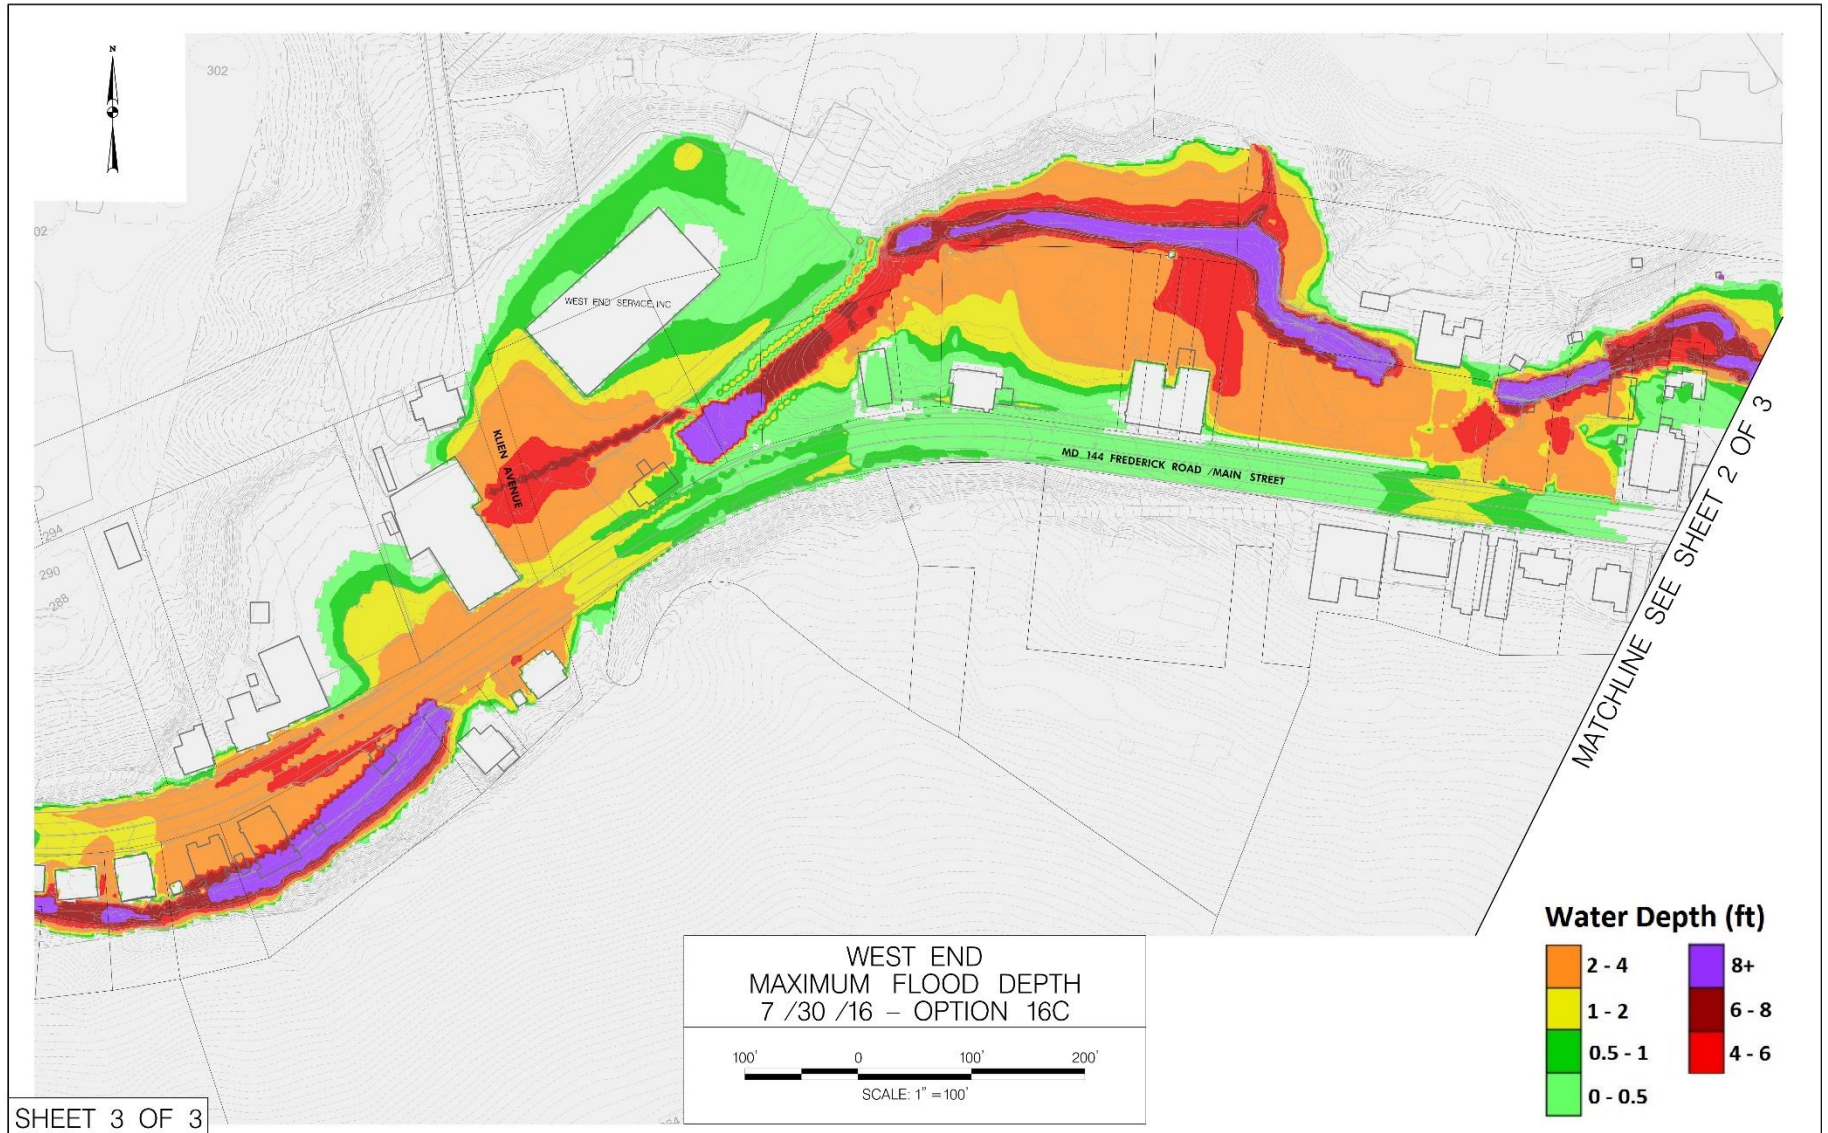 N
302
02
WEST END SERVICE, INC
KLIEN AVENUE
MD 144 FREDERICK ROAD /MAIN STREET
294
290
288
MATCHLINE SEE SHEET 2 OF 3
WEST END
MAXIMUM FLOOD DEPTH
7 /30 /16 - OPTION 16C
100' 0 100' 200'
SCALE: 1" =100'
Water Depth (ft)
2 - 4
1 - 2
0.5 - 1
0 - 0.5
8+
6 - 8
4 - 6
SHEET 3 OF 3